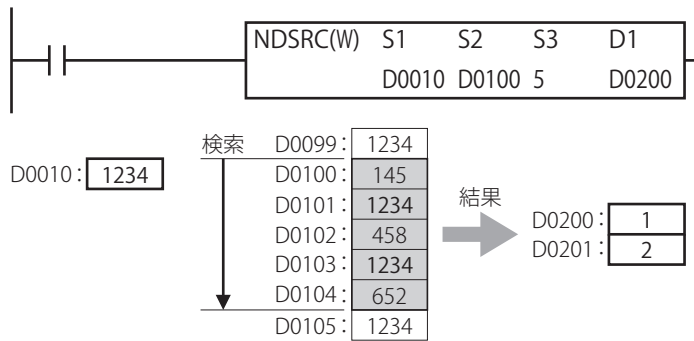 NDSRC(W) S1 S2 S3 D1
D0010 D0100 5 D0200
検索 D0099: 1234
D0010: 1234 D0100: 145
D0101: 1234 結果
D0102: 458 D0200: 1
D0103: 1234 D0201: 2
D0104: 652
D0105: 1234